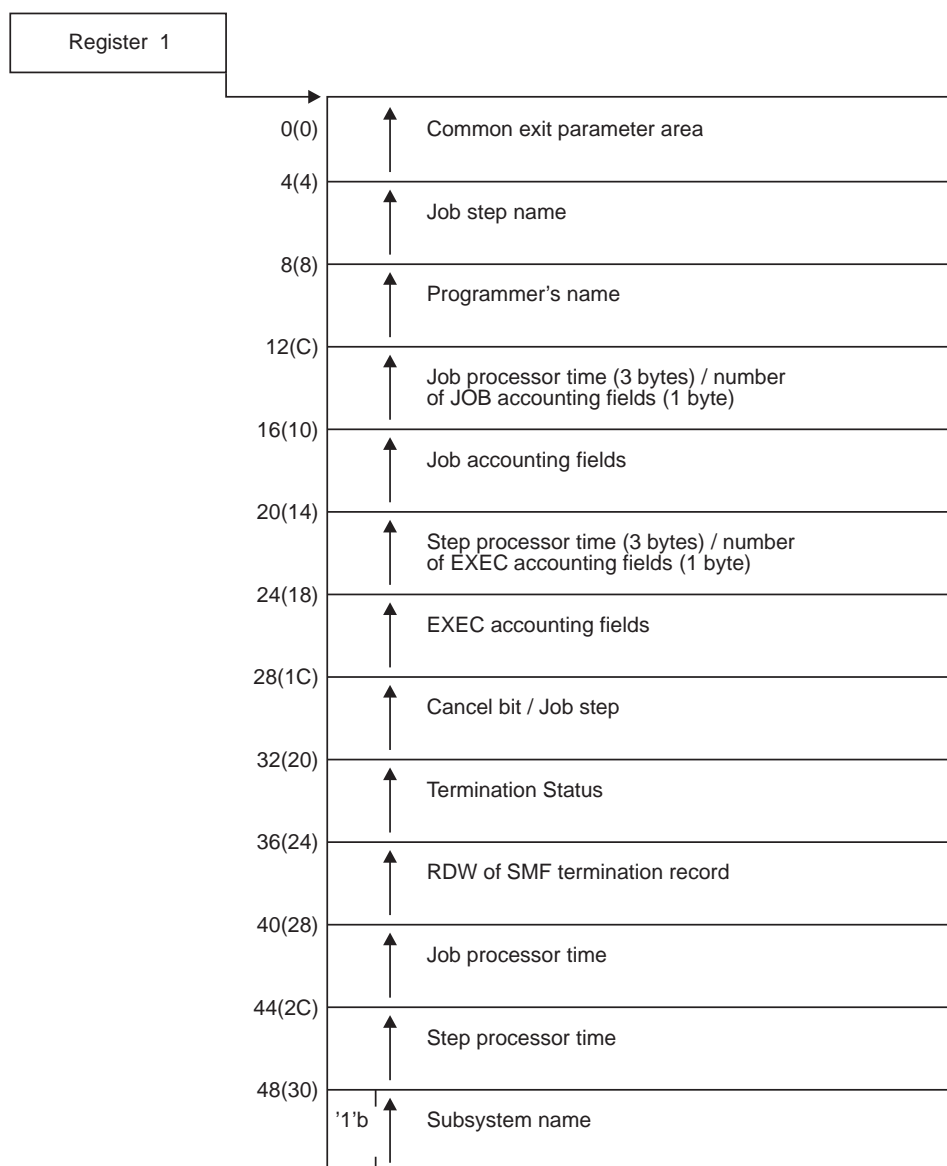 Register 1
0(0)
Common exit parameter area
4(4)
Job step name
8(8)
Programmer's name
12(C)
Job processor time (3 bytes) / number
of JOB accounting fields (1 byte)
16(10)
Job accounting fields
20(14)
Step processor time (3 bytes) / number
of EXEC accounting fields (1 byte)
24(18)
EXEC accounting fields
28(1C)
Cancel bit / Job step
32(20)
Termination Status
36(24)
RDW of SMF termination record
40(28)
Job processor time
44(2C)
Step processor time
48(30)
’1’b Subsystem name